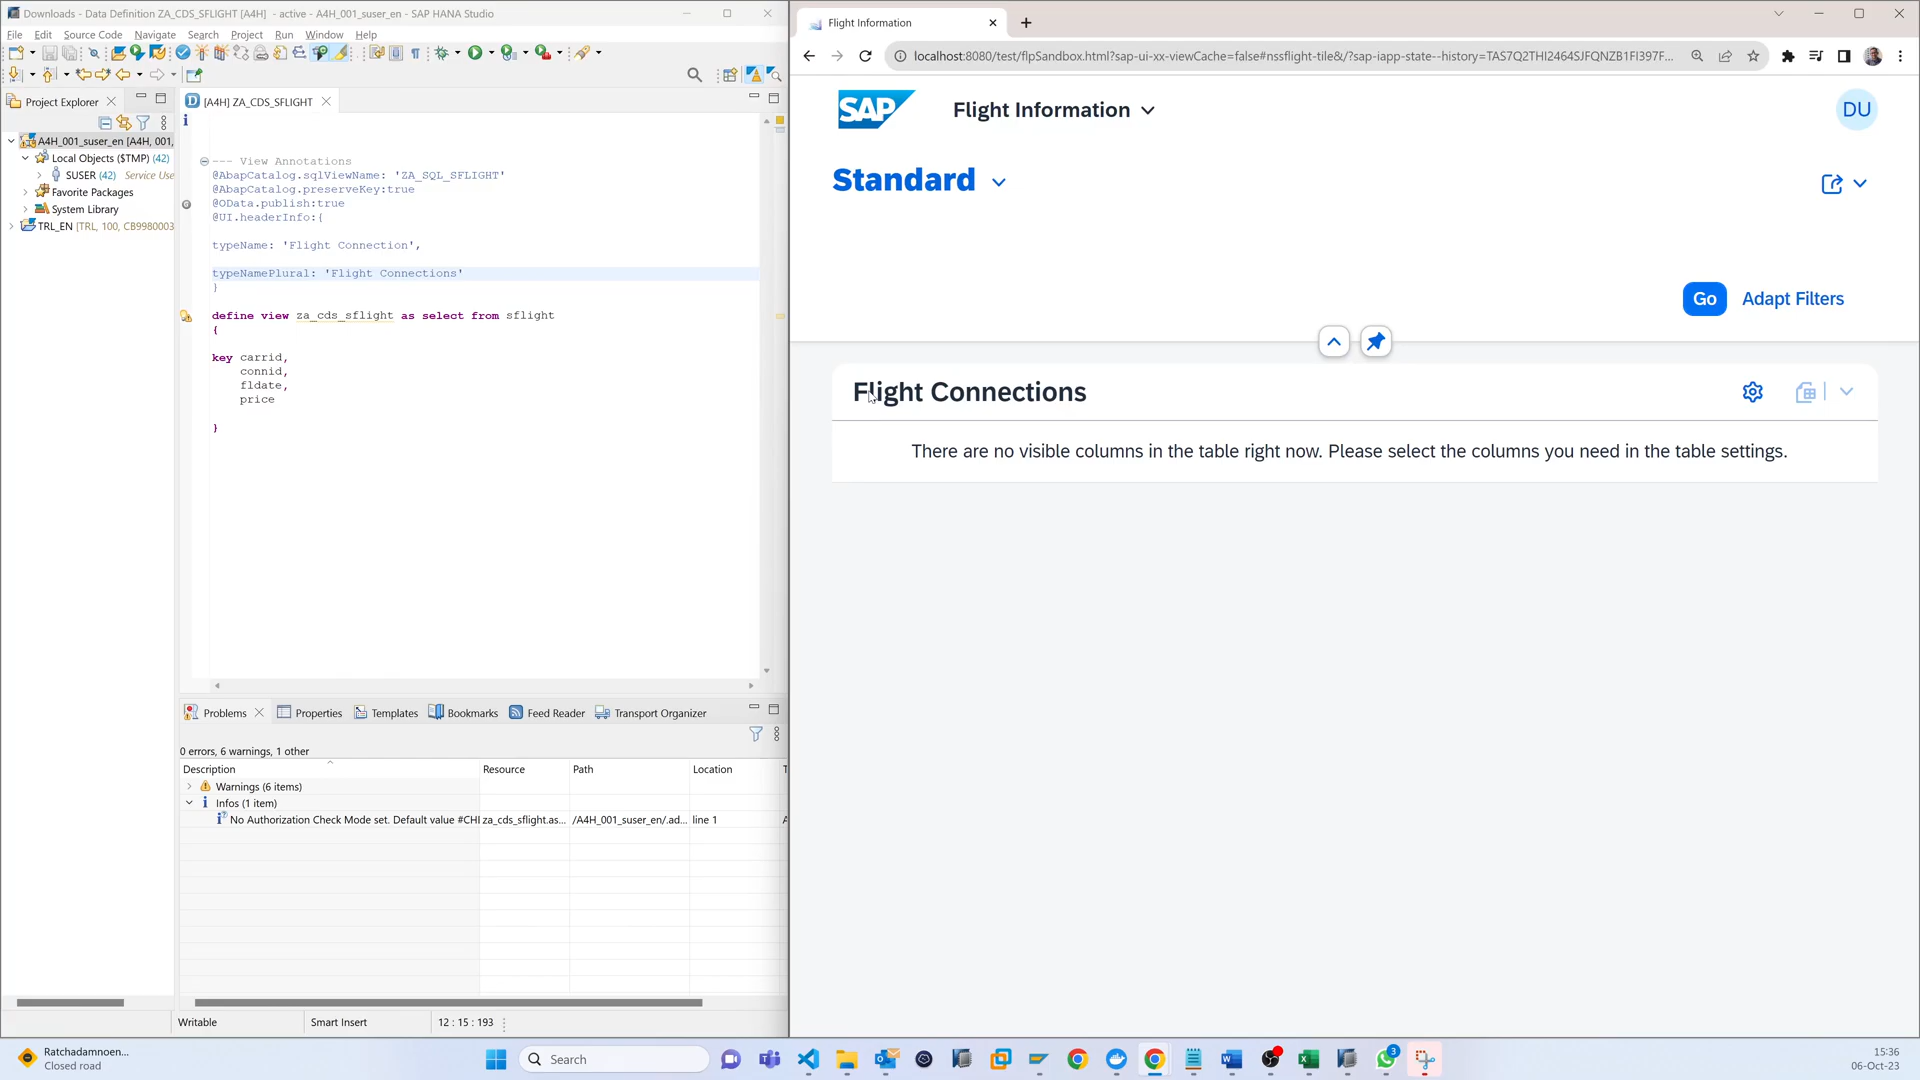 Downloads - Data Definition ZA_CDS_SFLIGHT [A4H] - active - A4H_001_suser_en - SAP HANA Studio
File Edit Source Code Navigate Search Project Explorer Run Window Help
Project Explorer
A4H_001_suser_en [A4H, 001,
Local Objects ($TMP) (42)
SUSER (42) Service Use
Favorite Packages
System Library
TRL_EN [TRL, 100, CB9980003
[A4H] ZA_CDS_SFLIGHT
--- View Annotations
@AbapCatalog.sqlViewName: 'ZA_SQL_SFLIGHT'
@AbapCatalog.preserveKey:true
@OData.publish:true
@UI.headerInfo:{
typeName: 'Flight Connection',
typeNamePlural: 'Flight Connections'
}
define view za_cds_sflight as select from sflight
{
key carrid,
connid,
fldate,
price
}
Problems Properties Templates Bookmarks Feed Reader Transport Organizer
0 errors, 6 warnings, 1 other
Description Resource Path Location T
Warnings (6 items)
Infos (1 item)
No Authorization Check Mode set. Default value #CHI za_cds_sflight.as... /A4H_001_suser_en/.ad... line 1 A
Writable Smart Insert 12 : 15 : 193
Flight Information
localhost:8080/test/flpSandbox.html?sap-ui-xx-viewCache=false#nssflight-tile&/?sap-iapp-state--history=TAS7Q2THI2464SJFQNZB1FI397F...
SAP Flight Information DU
Standard
Go Adapt Filters
Flight Connections
There are no visible columns in the table right now. Please select the columns you need in the table settings.
Ratchadamnoen...
Closed road
Search
3
15:36
06-Oct-23